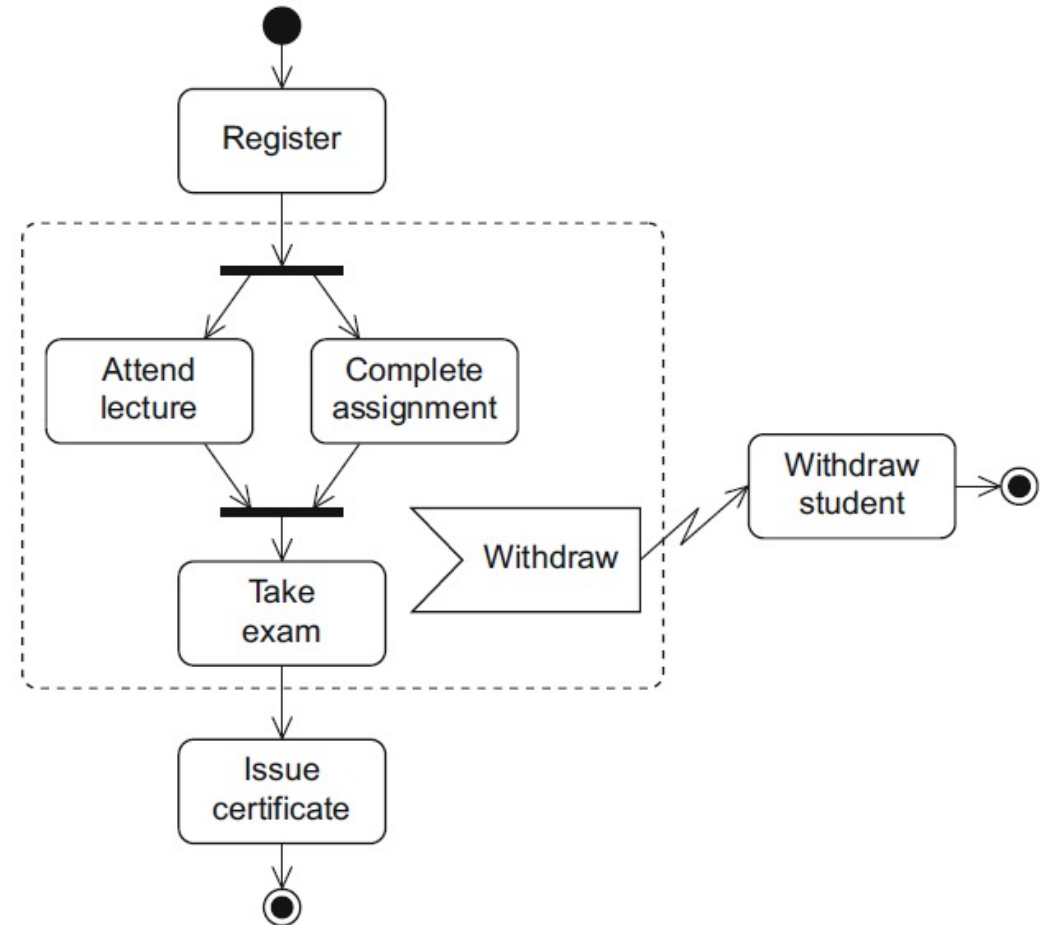 Register
Attend
lecture
Complete
assignment
Withdraw
student
Withdraw
Take
exam
Issue
certificate